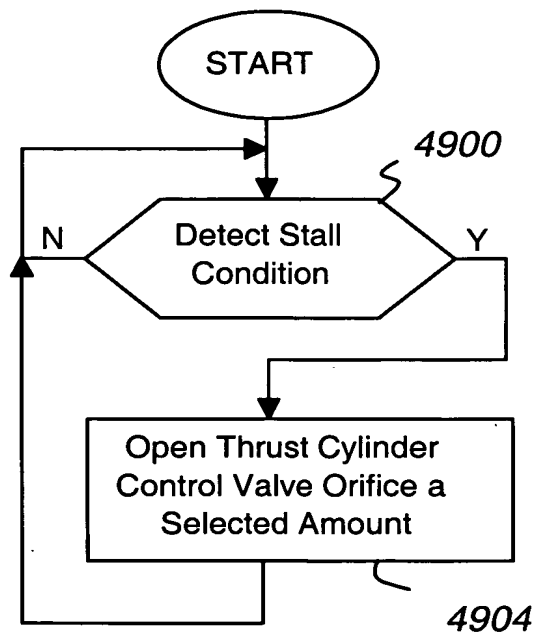 START
4900
N
Detect Stall
Condition
Y
Open Thrust Cylinder
Control Valve Orifice a
Selected Amount
4904